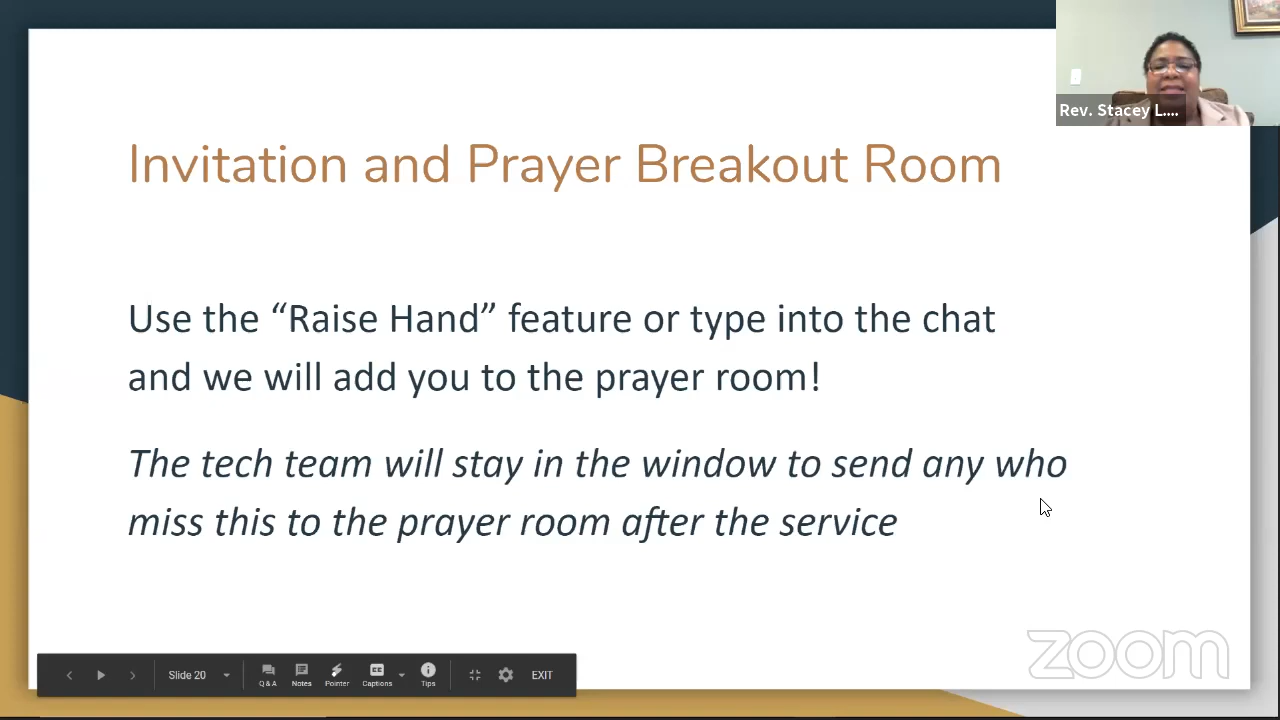 Rev. Stacey L....
Invitation and Prayer Breakout Room
Use the “Raise Hand” feature or type into the chat
and we will add you to the prayer room!
The tech team will stay in the window to send any who
miss this to the prayer room after the service
zoom
Slide 20
Q & A
Notes
Pointer
CC
Captions
Tips
EXIT